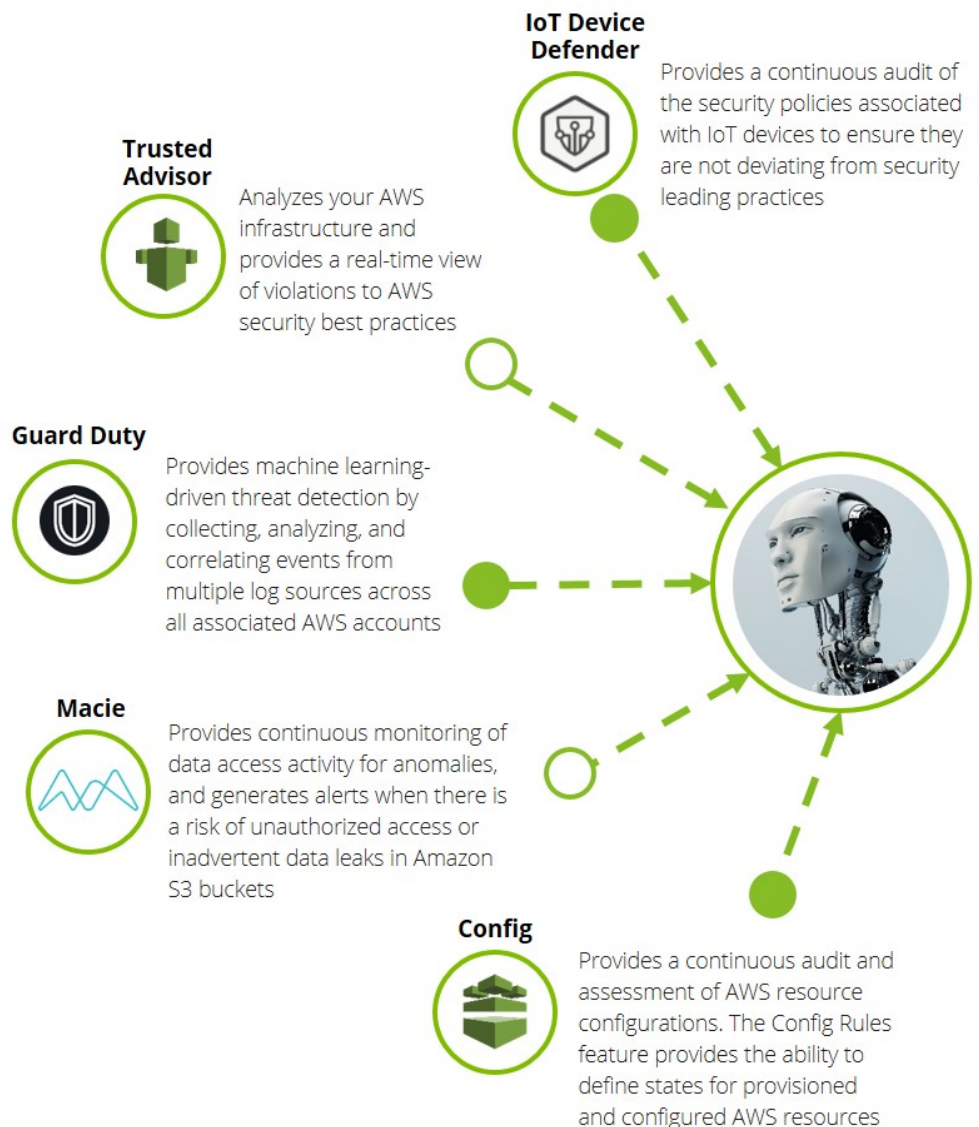 IoT Device
Defender
Provides a continuous audit of
the security policies associated
with IoT devices to ensure they
are not deviating from security
leading practices
Trusted
Advisor
Analyzes your AWS
infrastructure and
provides a real-time view
of violations to AWS
security best practices
Guard Duty
Provides machine learning-
driven threat detection by
collecting, analyzing, and
correlating events from
multiple log sources across
all associated AWS accounts
Macie
Provides continuous monitoring of
data access activity for anomalies,
and generates alerts when there is
a risk of unauthorized access or
inadvertent data leaks in Amazon
S3 buckets
Config
Provides a continuous audit and
assessment of AWS resource
configurations. The Config Rules
feature provides the ability to
define states for provisioned
and configured AWS resources